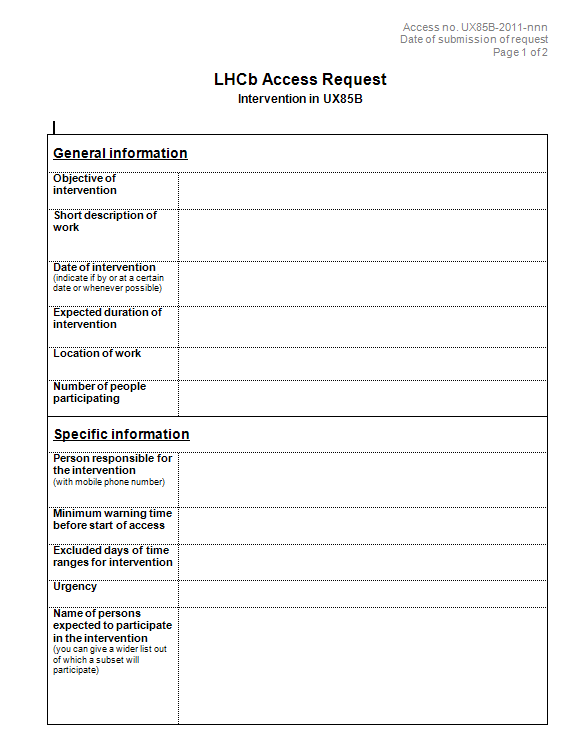 Access no. UX85B-2011-nnn
Date of submission of request
Page 1 of 2
LHCb Access Request
Intervention in UX85B
General information
Objective of
intervention
Short description of
work
Date of intervention
(indicate if by or at a certain
date or whenever possible)
Expected duration of
intervention
Location of work
Number of people
participating
Specific information
Person responsible for
the intervention
(with mobile phone number)
Minimum warning time
before start of access
Excluded days of time
ranges for intervention
Urgency
Name of persons
expected to participate
in the intervention
(you can give a wider list out
of which a subset will
participate)